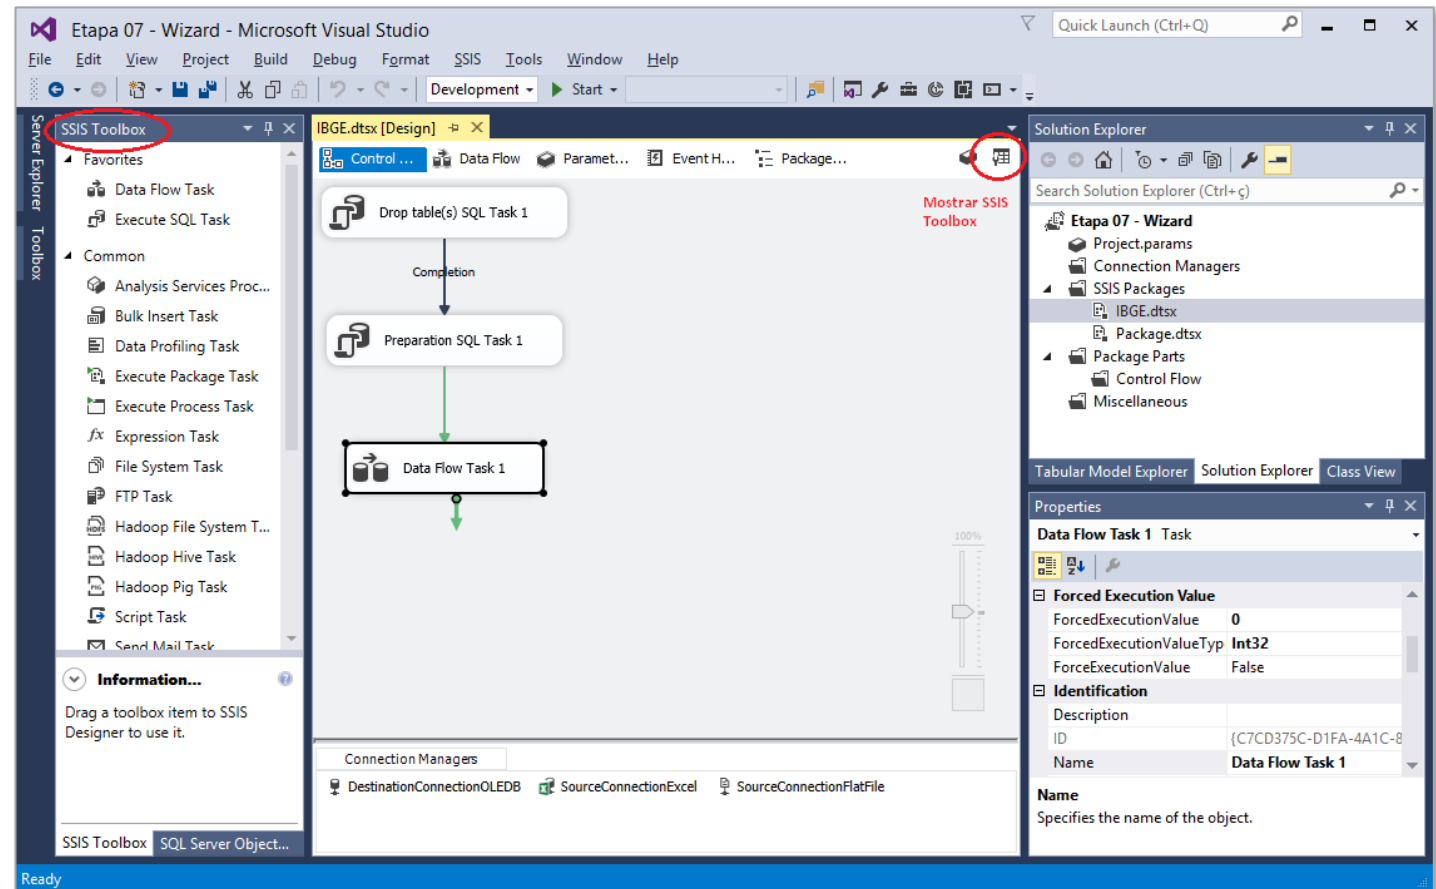 Etapa 07 - Wizard - Microsoft Visual Studio
Quick Launch (Ctrl+Q)
File Edit View Project Build Debug Format SSIS Tools Window Help
Development Start
Server Explorer
Toolbox
SSIS Toolbox
Favorites
Data Flow Task
Execute SQL Task
Common
Analysis Services Proc...
Bulk Insert Task
Data Profiling Task
Execute Package Task
Execute Process Task
Expression Task
File System Task
FTP Task
Hadoop File System T...
Hadoop Hive Task
Hadoop Pig Task
Script Task
Send Mail Task
Information...
Drag a toolbox item to SSIS
Designer to use it.
SSIS Toolbox SQL Server Object...
IBGE.dtsx [Design]
Control ... Data Flow Paramet... Event H... Package...
Mostrar SSIS
Toolbox
Drop table(s) SQL Task 1
Completion
Preparation SQL Task 1
Data Flow Task 1
100%
Connection Managers
DestinationConnectionOLEDB SourceConnectionExcel SourceConnectionFlatFile
Solution Explorer
Search Solution Explorer (Ctrl+ç)
Etapa 07 - Wizard
Project.params
Connection Managers
SSIS Packages
IBGE.dtsx
Package.dtsx
Package Parts
Control Flow
Miscellaneous
Tabular Model Explorer Solution Explorer Class View
Properties
Data Flow Task 1 Task
Forced Execution Value
ForcedExecutionValue 0
ForcedExecutionValueTyp Int32
ForceExecutionValue False
Identification
Description
ID {C7CD375C-D1FA-4A1C-8
Name Data Flow Task 1
Name
Specifies the name of the object.
Ready